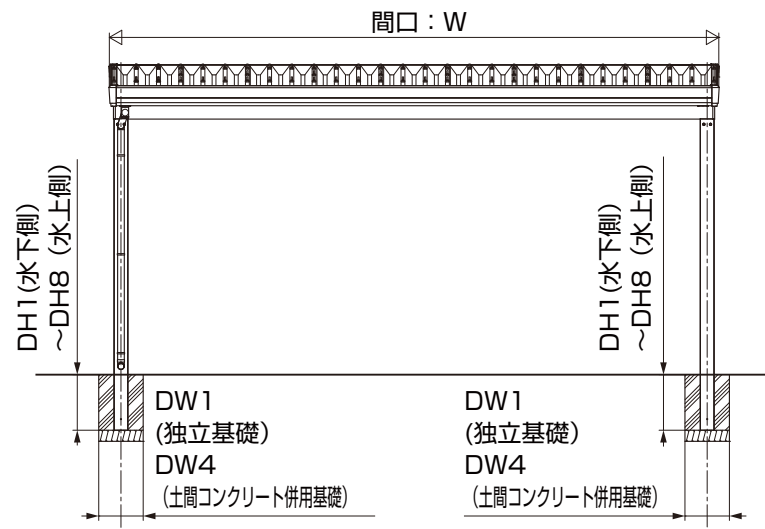 間口：W
DH1(水下側)
～DH8（水上側）
DH1(水下側)
～DH8（水上側）
DW1
(独立基礎)
DW4
(土間コンクリート併用基礎)
DW1
(独立基礎)
DW4
(土間コンクリート併用基礎)